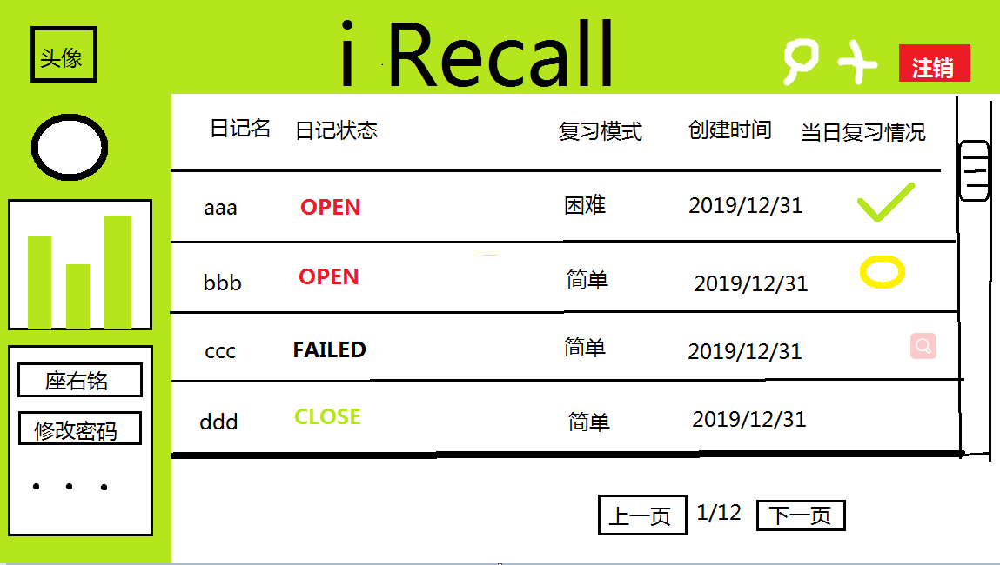 头像
i Recall
注销
日记名 日记状态 复习模式 创建时间 当日复习情况
aaa OPEN 困难 2019/12/31
bbb OPEN 简单 2019/12/31
ccc FAILED 简单 2019/12/31
ddd CLOSE 简单 2019/12/31
座右铭
修改密码
上一页 1/12 下一页